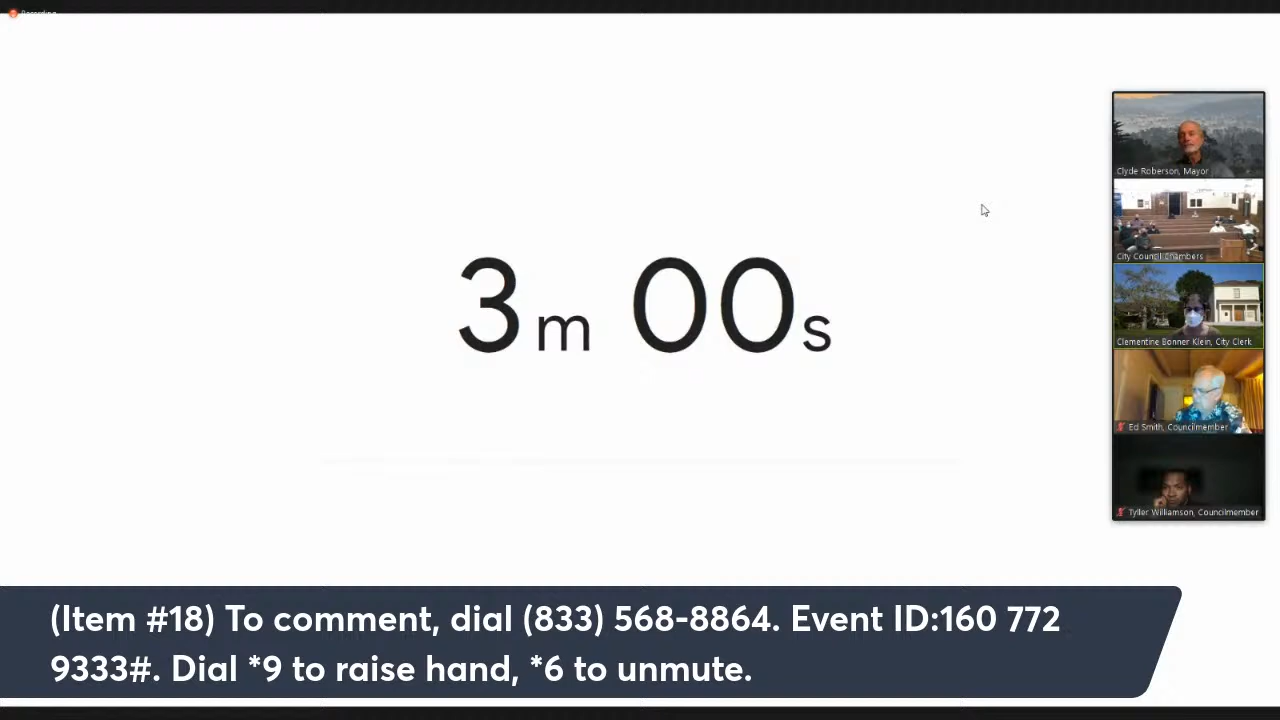 Recording
3m 00s
Clyde Roberson, Mayor
City Council Chambers
Clementine Bonner Klein, City Clerk
Ed Smith, Councilmember
Tyller Williamson, Councilmember
(Item #18) To comment, dial (833) 568-8864. Event ID:160 772
9333#. Dial *9 to raise hand, *6 to unmute.